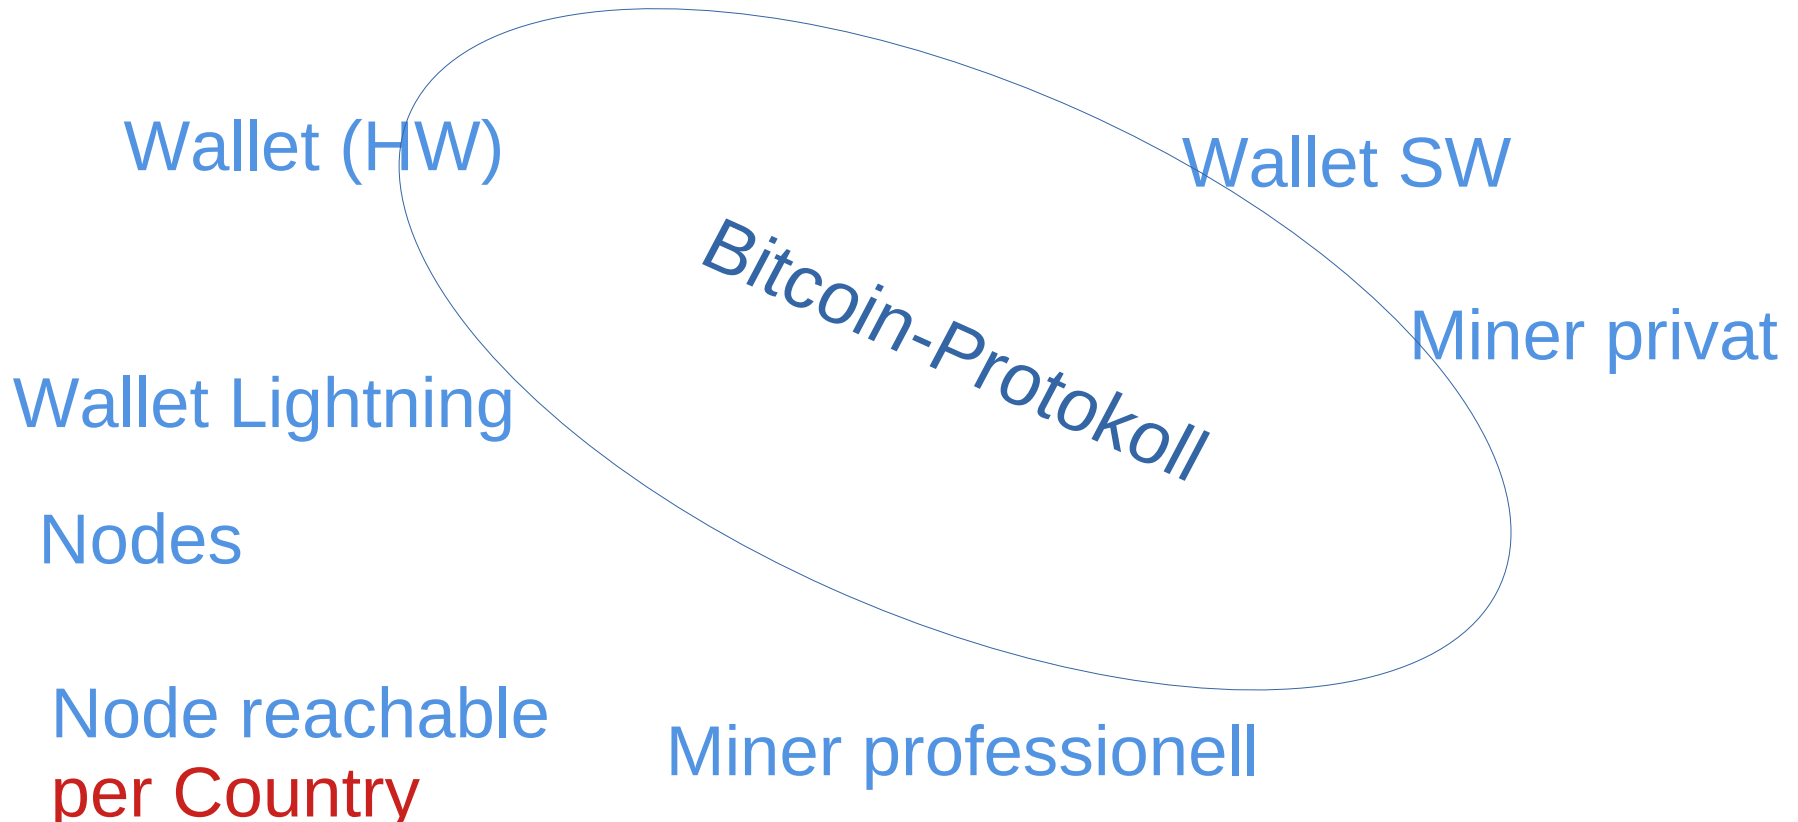 Wallet (HW)
Wallet SW
Bitcoin-Protokoll
Miner privat
Wallet Lightning
Nodes
Node reachable
per Country
Miner professionell